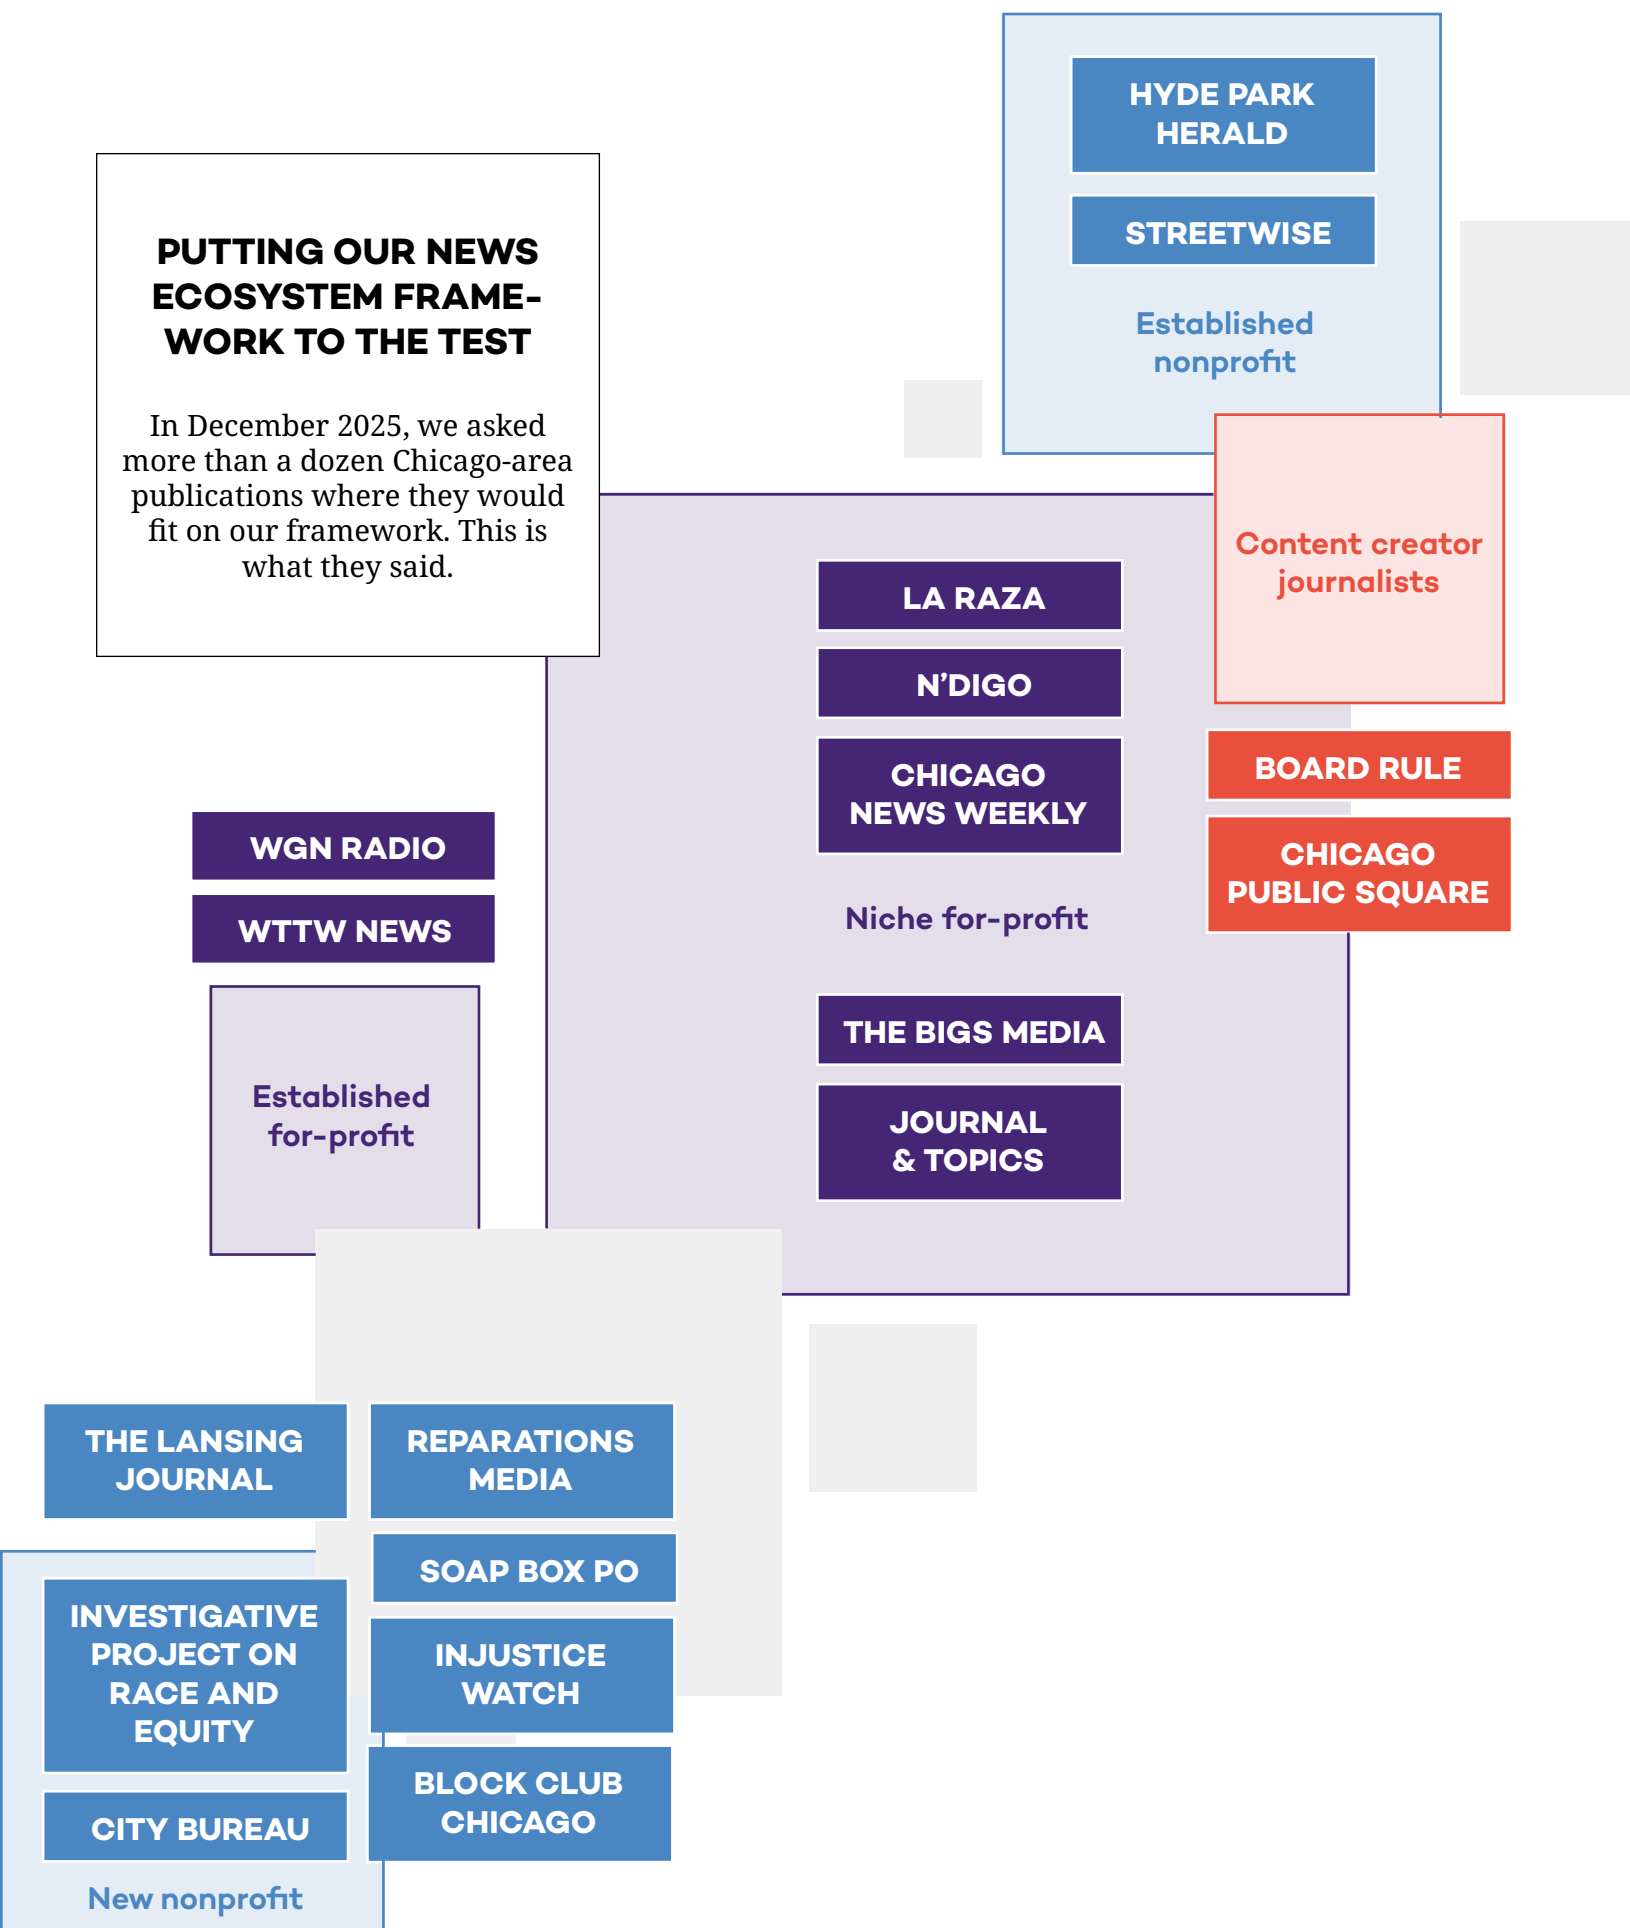 HYDE PARK
HERALD
STREETWISE
Established
nonprofit
PUTTING OUR NEWS
ECOSYSTEM FRAME-
WORK TO THE TEST
In December 2025, we asked
more than a dozen Chicago-area
publications where they would
fit on our framework. This is
what they said.
Content creator
journalists
BOARD RULE
CHICAGO
PUBLIC SQUARE
LA RAZA
N’DIGO
CHICAGO
NEWS WEEKLY
Niche for-profit
THE BIGS MEDIA
JOURNAL
& TOPICS
WGN RADIO
WTTW NEWS
Established
for-profit
THE LANSING
JOURNAL
INVESTIGATIVE
PROJECT ON
RACE AND
EQUITY
CITY BUREAU
New nonprofit
REPARATIONS
MEDIA
SOAP BOX PO
INJUSTICE
WATCH
BLOCK CLUB
CHICAGO